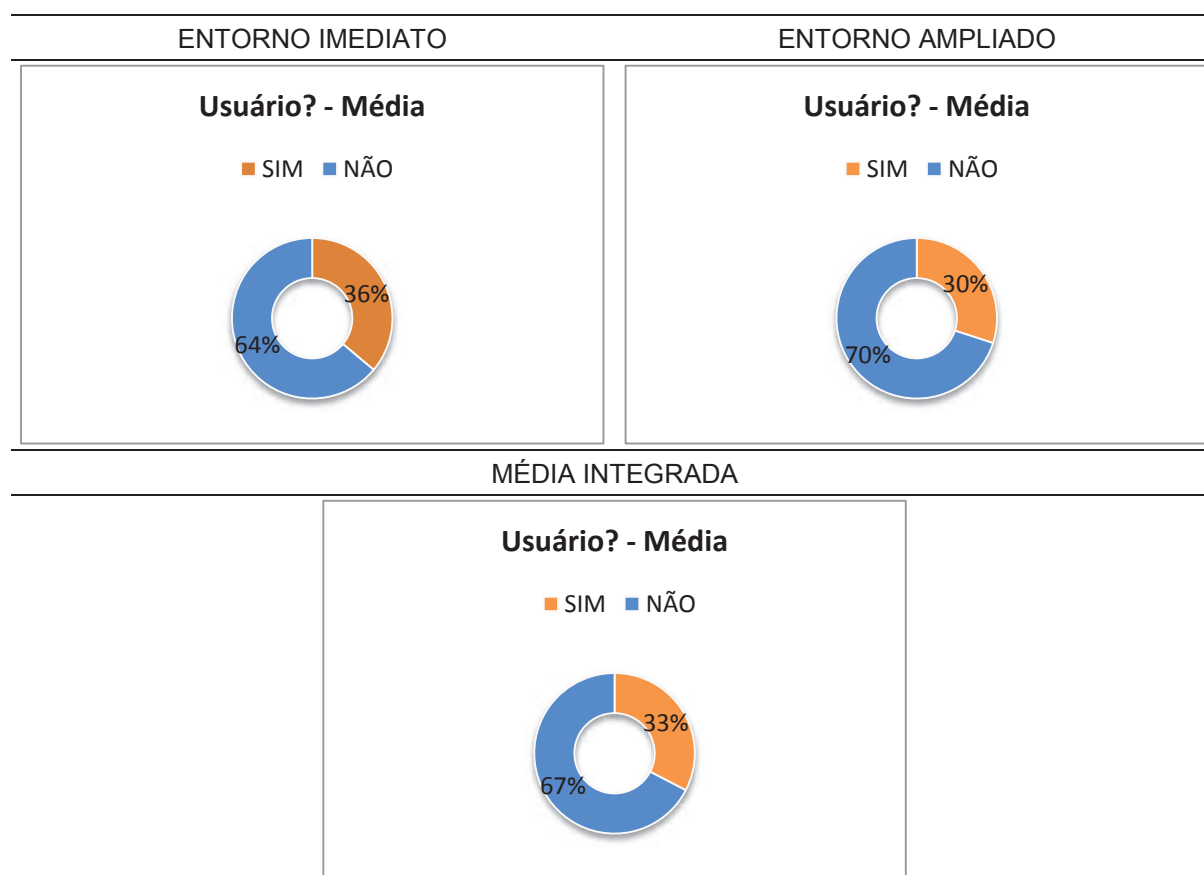 ENTORNO IMEDIATO
ENTORNO AMPLIADO
Usuário? - Média
SIM NÃO
36%
64%
Usuário? - Média
SIM NÃO
30%
70%
MÉDIA INTEGRADA
Usuário? - Média
SIM NÃO
33%
67%